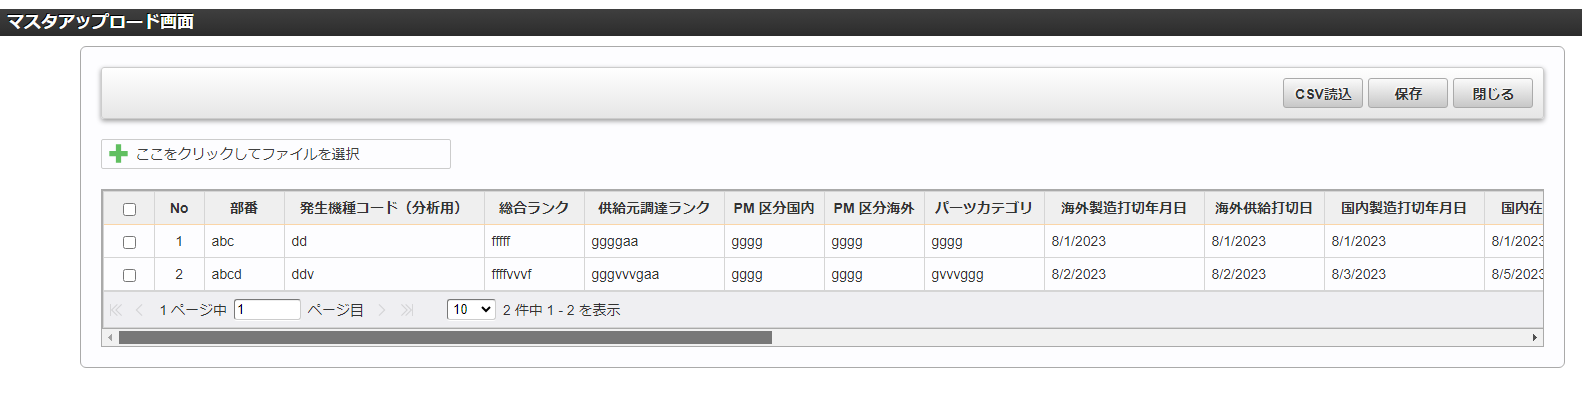 マスタアップロード画面
CSV読込 保存 閉じる
ここをクリックしてファイルを選択
No 部番 発生機種コード（分析用） 総合ランク 供給元調達ランク PM 区分国内 PM 区分海外 パーツカテゴリ 海外製造打切年月日 海外供給打切日 国内製造打切年月日 国内在
1 abc dd fffff ggggaa gggg gggg gggg 8/1/2023 8/1/2023 8/1/2023 8/1/2023
2 abcd ddv ffffvvvf gggvvvgaa gggg gggg gvvvggg 8/2/2023 8/2/2023 8/3/2023 8/5/2023
1 ページ中 1 ページ目 10 2 件中 1 - 2 を表示